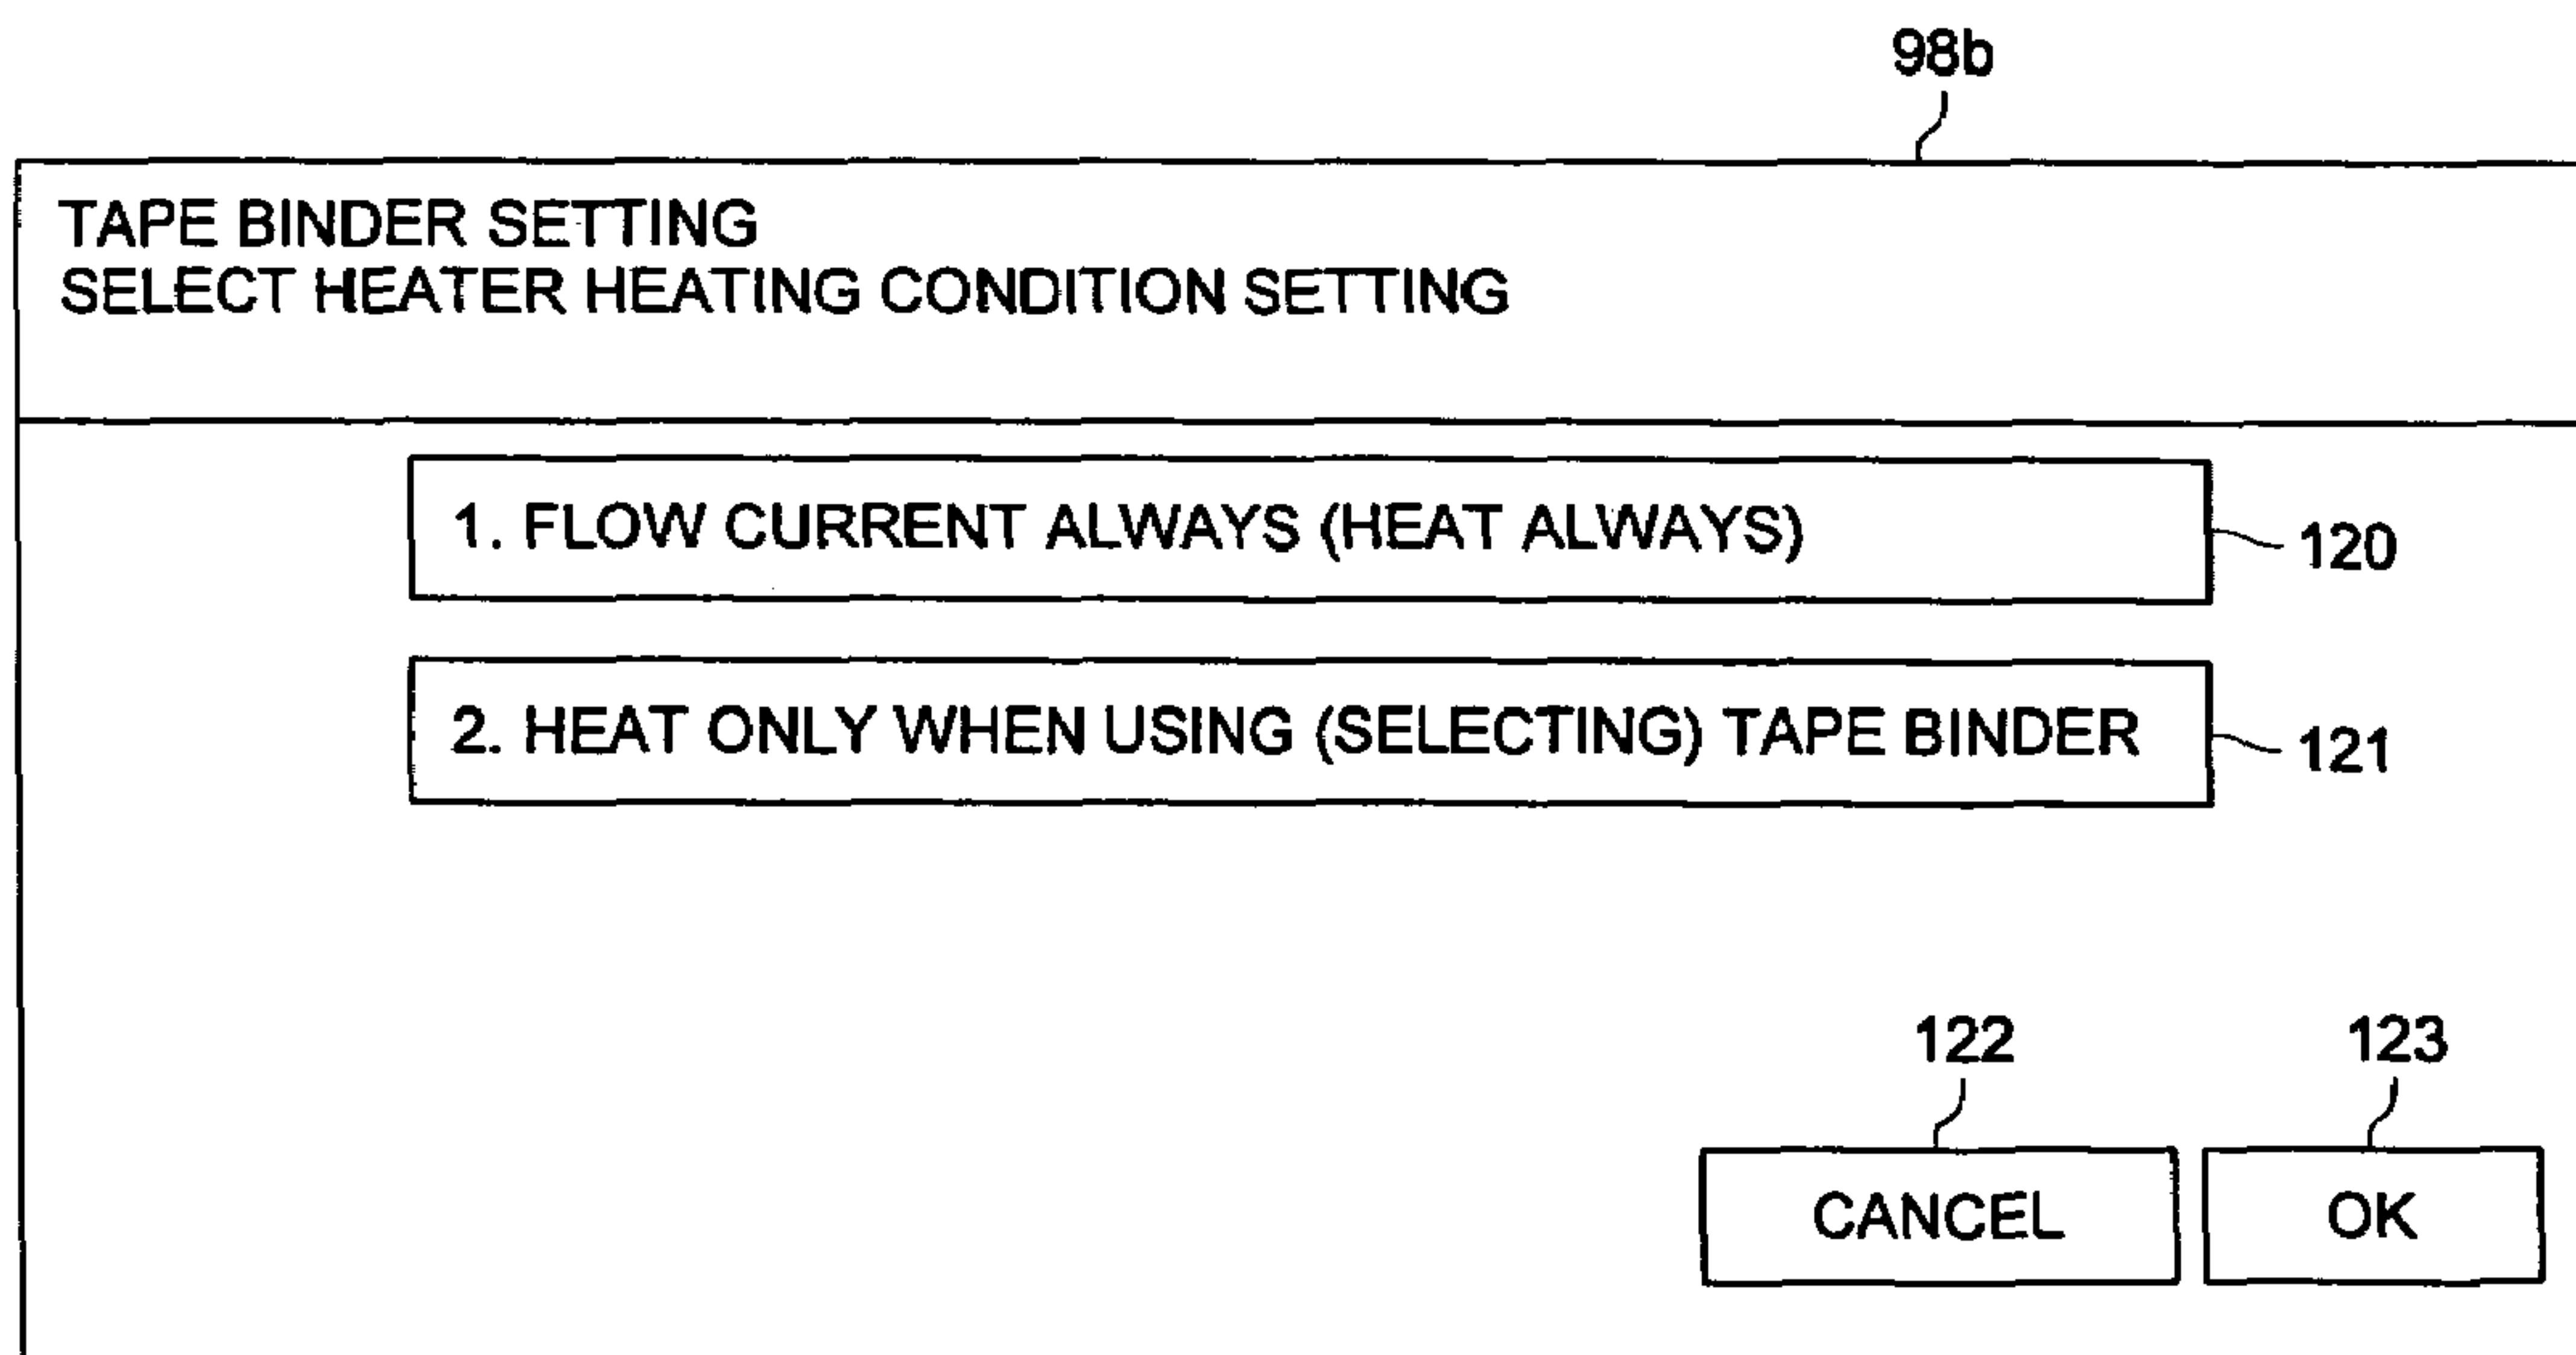 98b
TAPE BINDER SETTING
SELECT HEATER HEATING CONDITION SETTING
1. FLOW CURRENT ALWAYS (HEAT ALWAYS)
120
2. HEAT ONLY WHEN USING (SELECTING) TAPE BINDER
121
122
123
CANCEL
OK